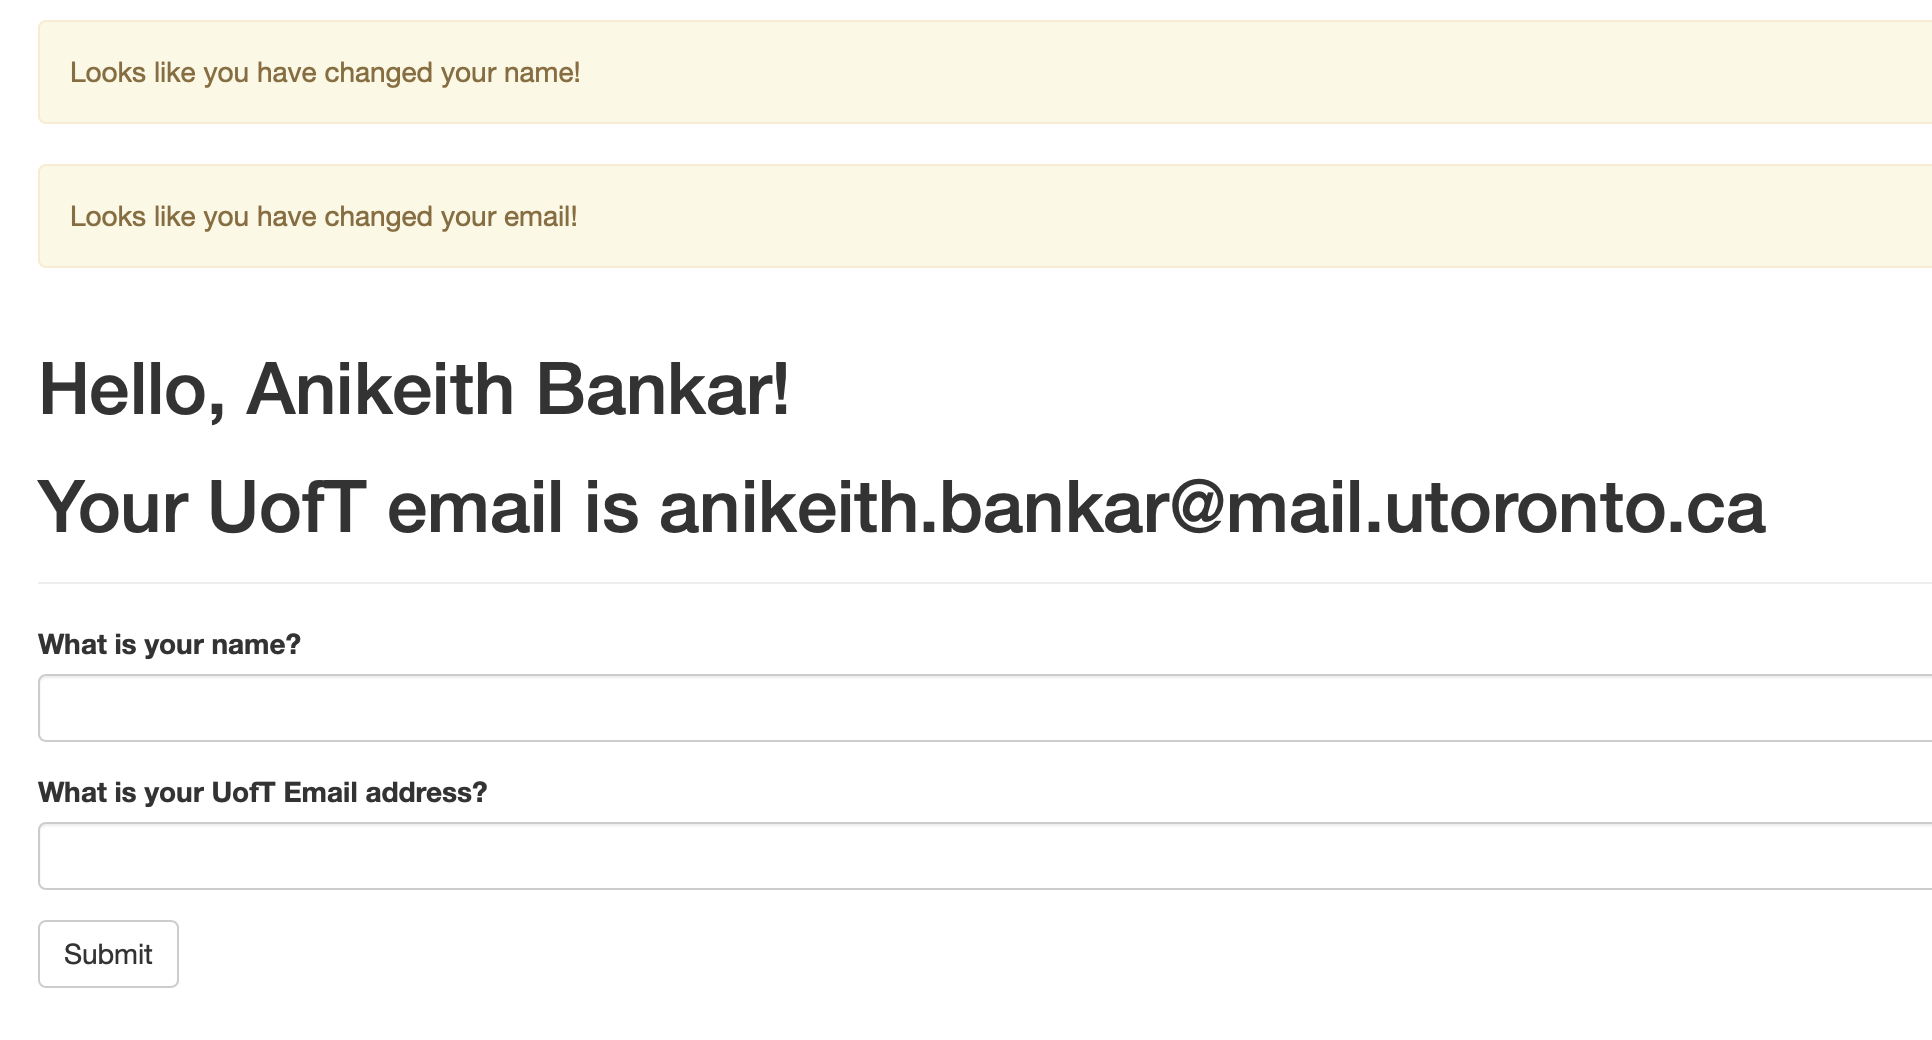 Looks like you have changed your name!
Looks like you have changed your email!
Hello, Anikeith Bankar!
Your UofT email is anikeith.bankar@mail.utoronto.ca
What is your name?
What is your UofT Email address?
Submit